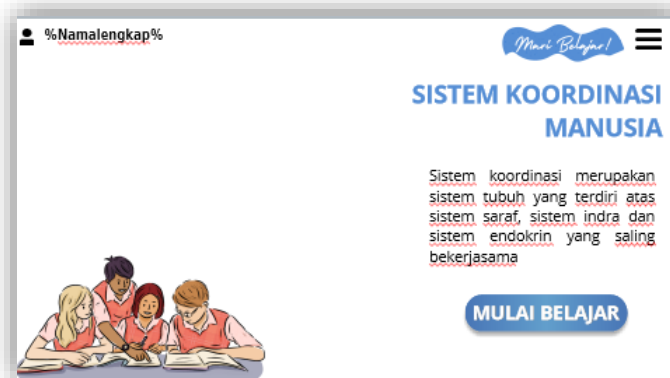 %Namalengkap%
Mari Belajar!
SISTEM KOORDINASI
MANUSIA
Sistem koordinasi merupakan
sistem tubuh yang terdiri atas
sistem saraf, sistem indra dan
sistem endokrin yang saling
bekerjasama
MULAI BELAJAR